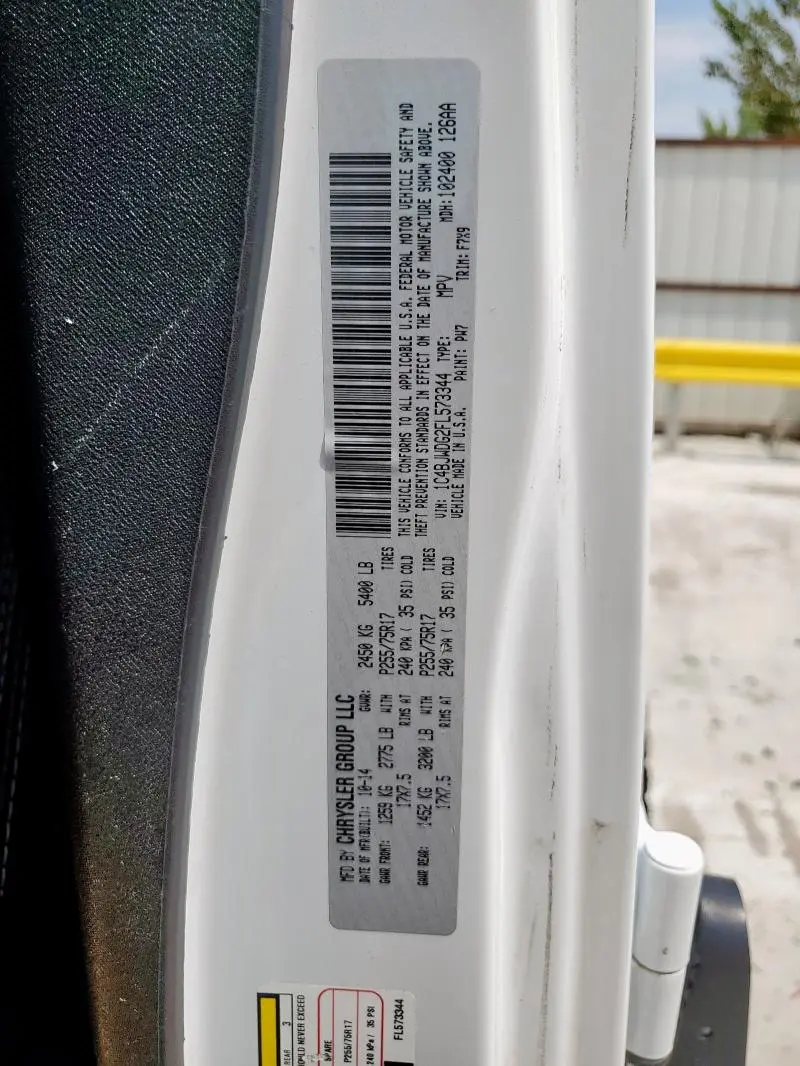 MFD BY CHRYSLER GROUP LLC
DATE OF MFR(BUILT): 10-14 GVWR: 2450 KG 5400 LB
GAWR FRONT: 1259 KG 2775 LB WITH P255/75R17 TIRES
17X7.5 RIMS AT 240 KPA ( 35 PSI) COLD
GAWR REAR: 1452 KG 3200 LB WITH P255/75R17 TIRES
17X7.5 RIMS AT 240 KPA ( 35 PSI) COLD
THIS VEHICLE CONFORMS TO ALL APPLICABLE U.S.A. FEDERAL MOTOR VEHICLE SAFETY AND
THEFT PREVENTION STANDARDS IN EFFECT ON THE DATE OF MANUFACTURE SHOWN ABOVE.
VIN: 1C4BJWDG2FL573344 TYPE: MPV MDH:102400 126AA
VEHICLE MADE IN U.S.A. PAINT: PW7 TRIM: F7X9
REAR 3
OULD NEVER EXCEED
SPARE
P255/75R17
240 kPa / 35 PSI
FL573344